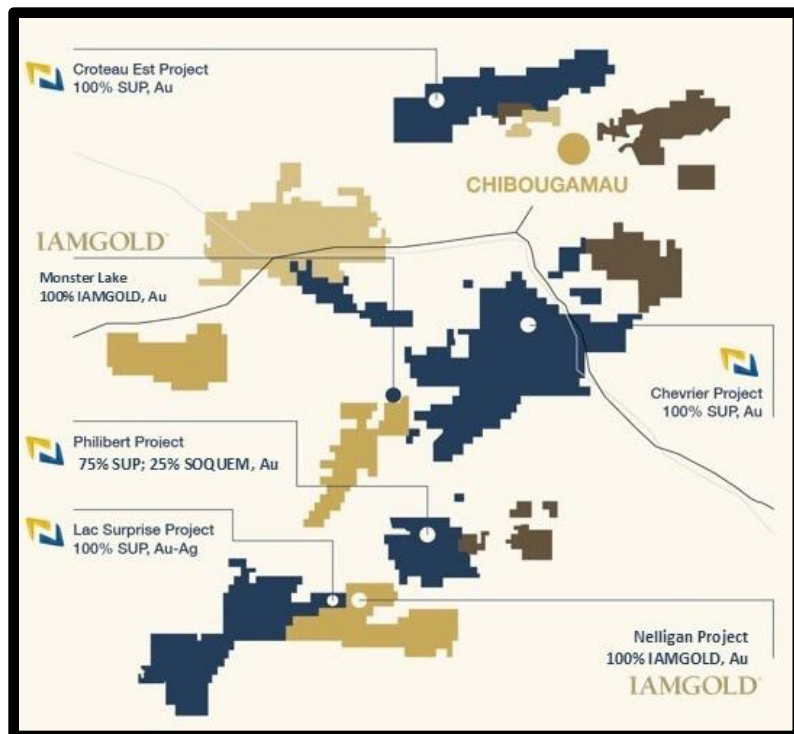 Croteau Est Project
100% SUP, Au
CHIBOUGAMAU
IAMGOLD
Monster Lake
100% IAMGOLD, Au
Chevrier Project
100% SUP, Au
Philibert Project
75% SUP; 25% SOQUEM, Au
Lac Surprise Project
100% SUP, Au-Ag
Nelligan Project
100% IAMGOLD, Au
IAMGOLD